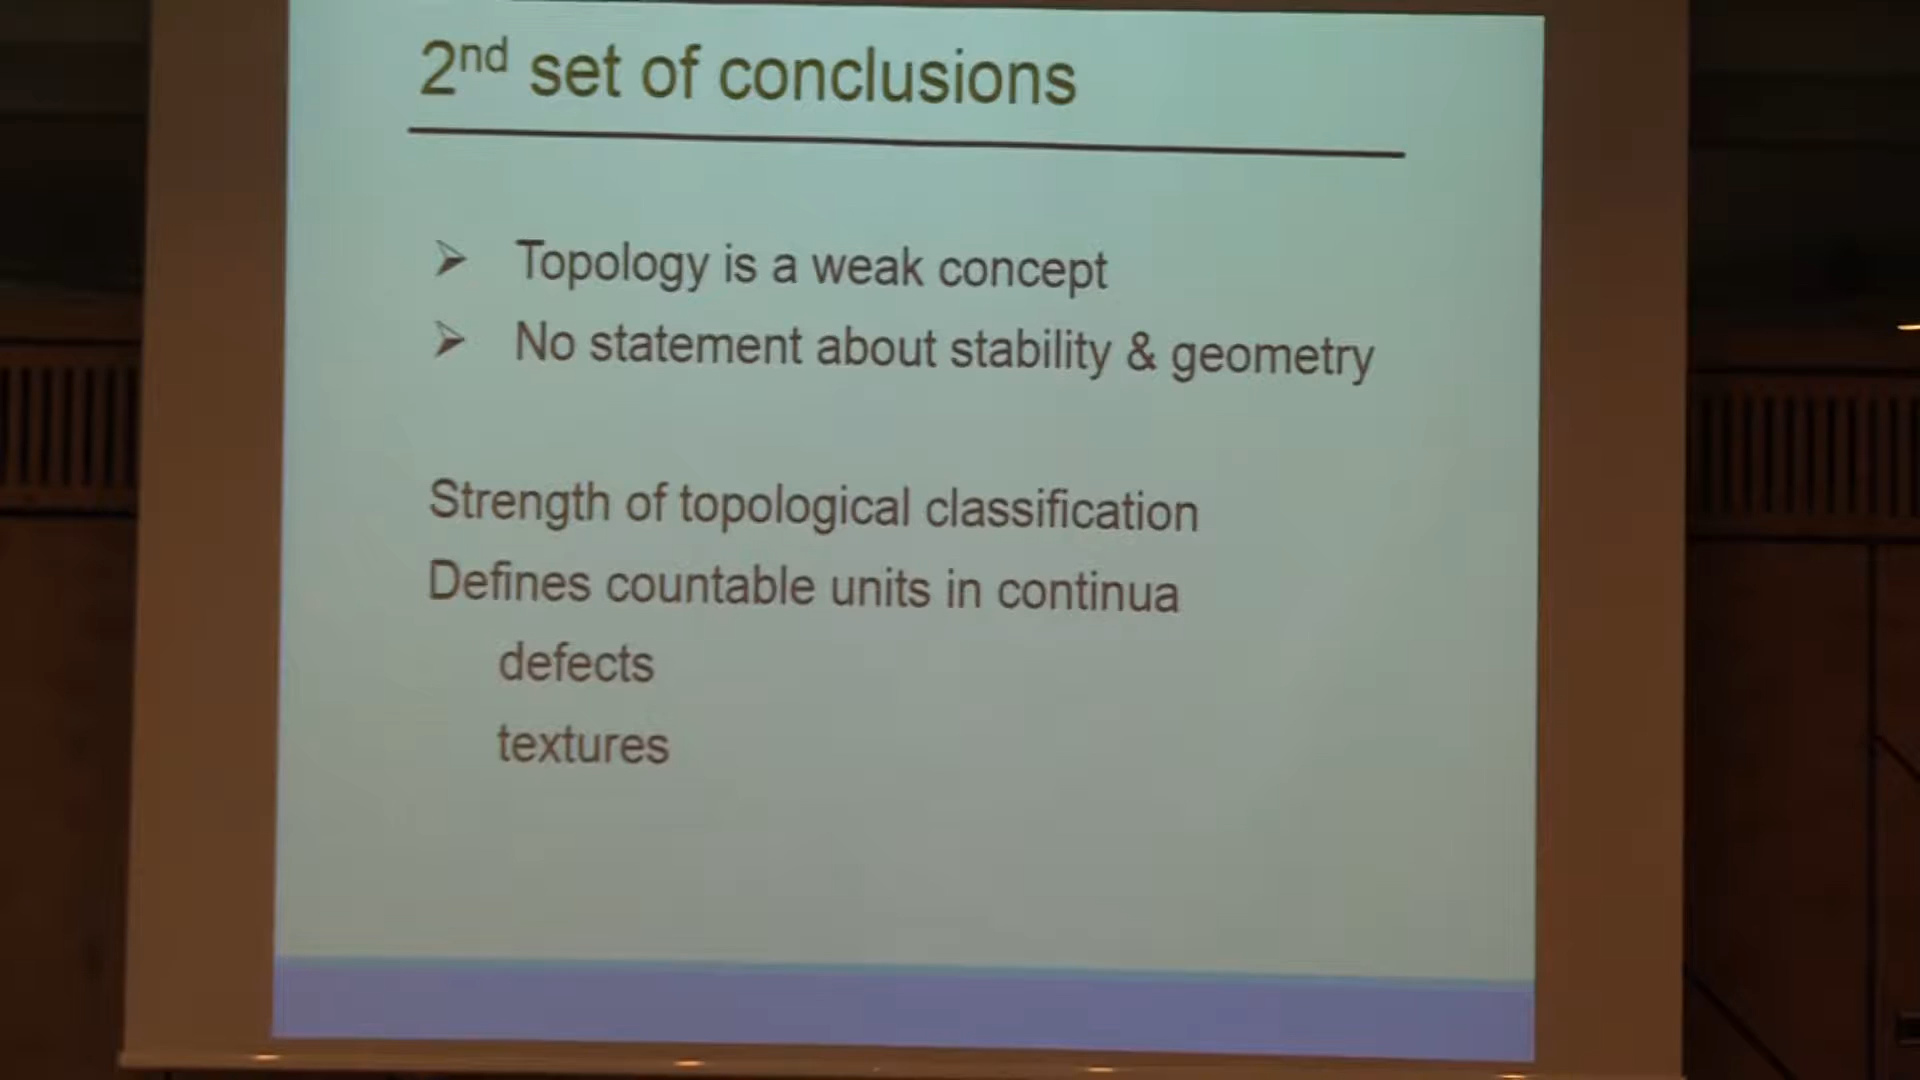 2nd set of conclusions
➢ Topology is a weak concept
➢ No statement about stability & geometry
Strength of topological classification
Defines countable units in continua
defects
textures